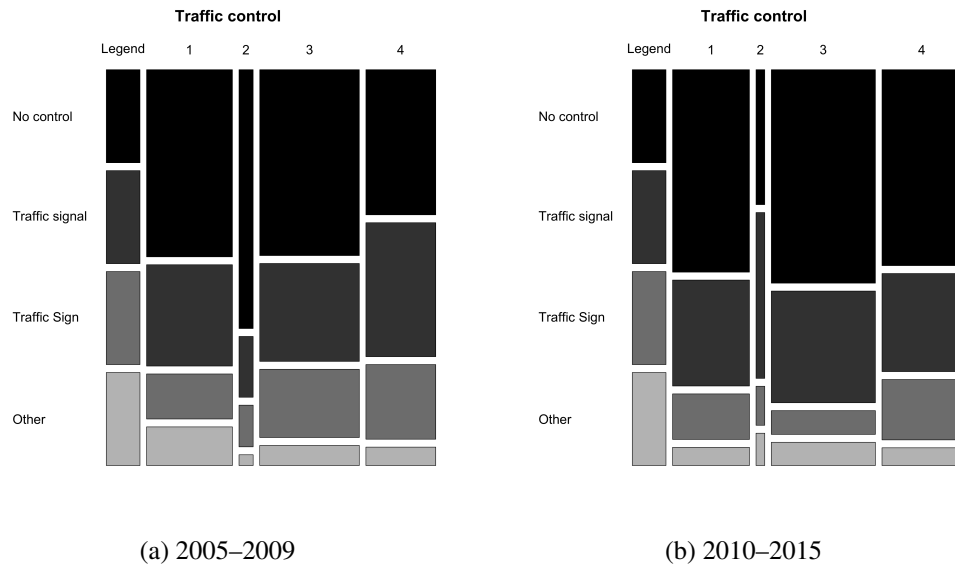 Traffic control
Legend 1 2 3 4
No control
Traffic signal
Traffic Sign
Other
(a) 2005–2009
Traffic control
Legend 1 2 3 4
No control
Traffic signal
Traffic Sign
Other
(b) 2010–2015